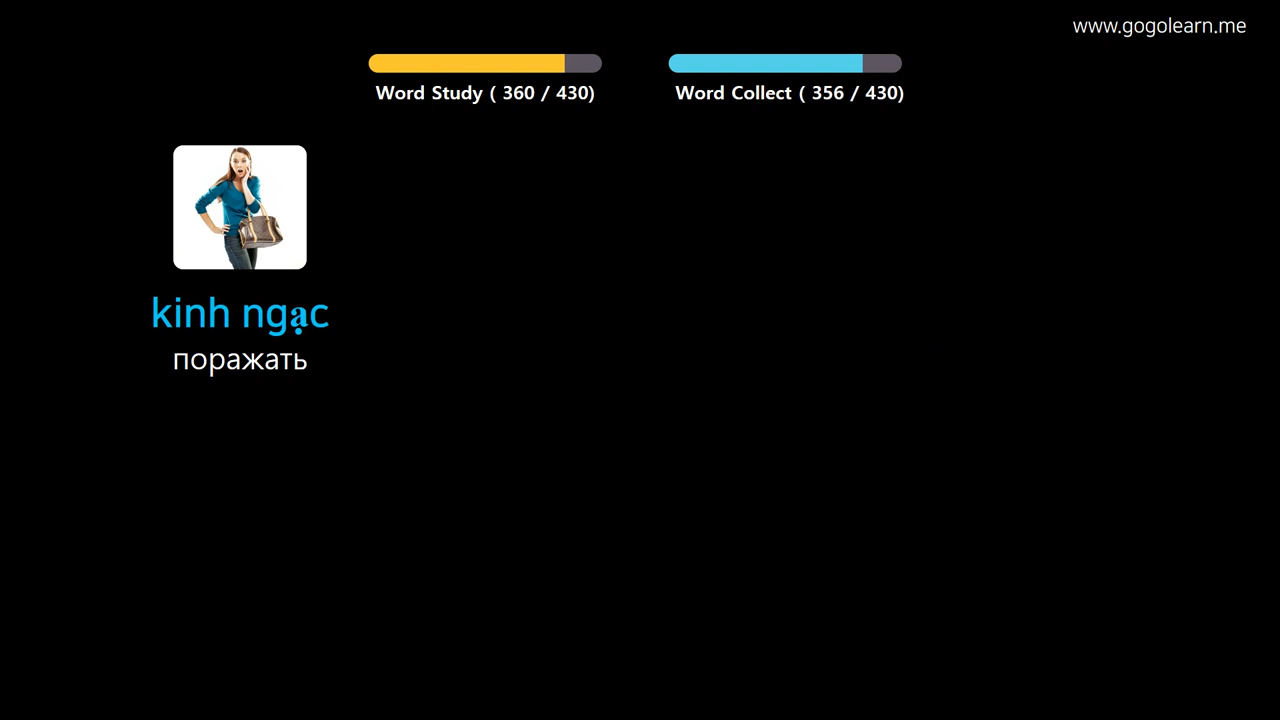 www.gogolearn.me
Word Study ( 360 / 430)
Word Collect ( 356 / 430)
kinh ngạc
поражать